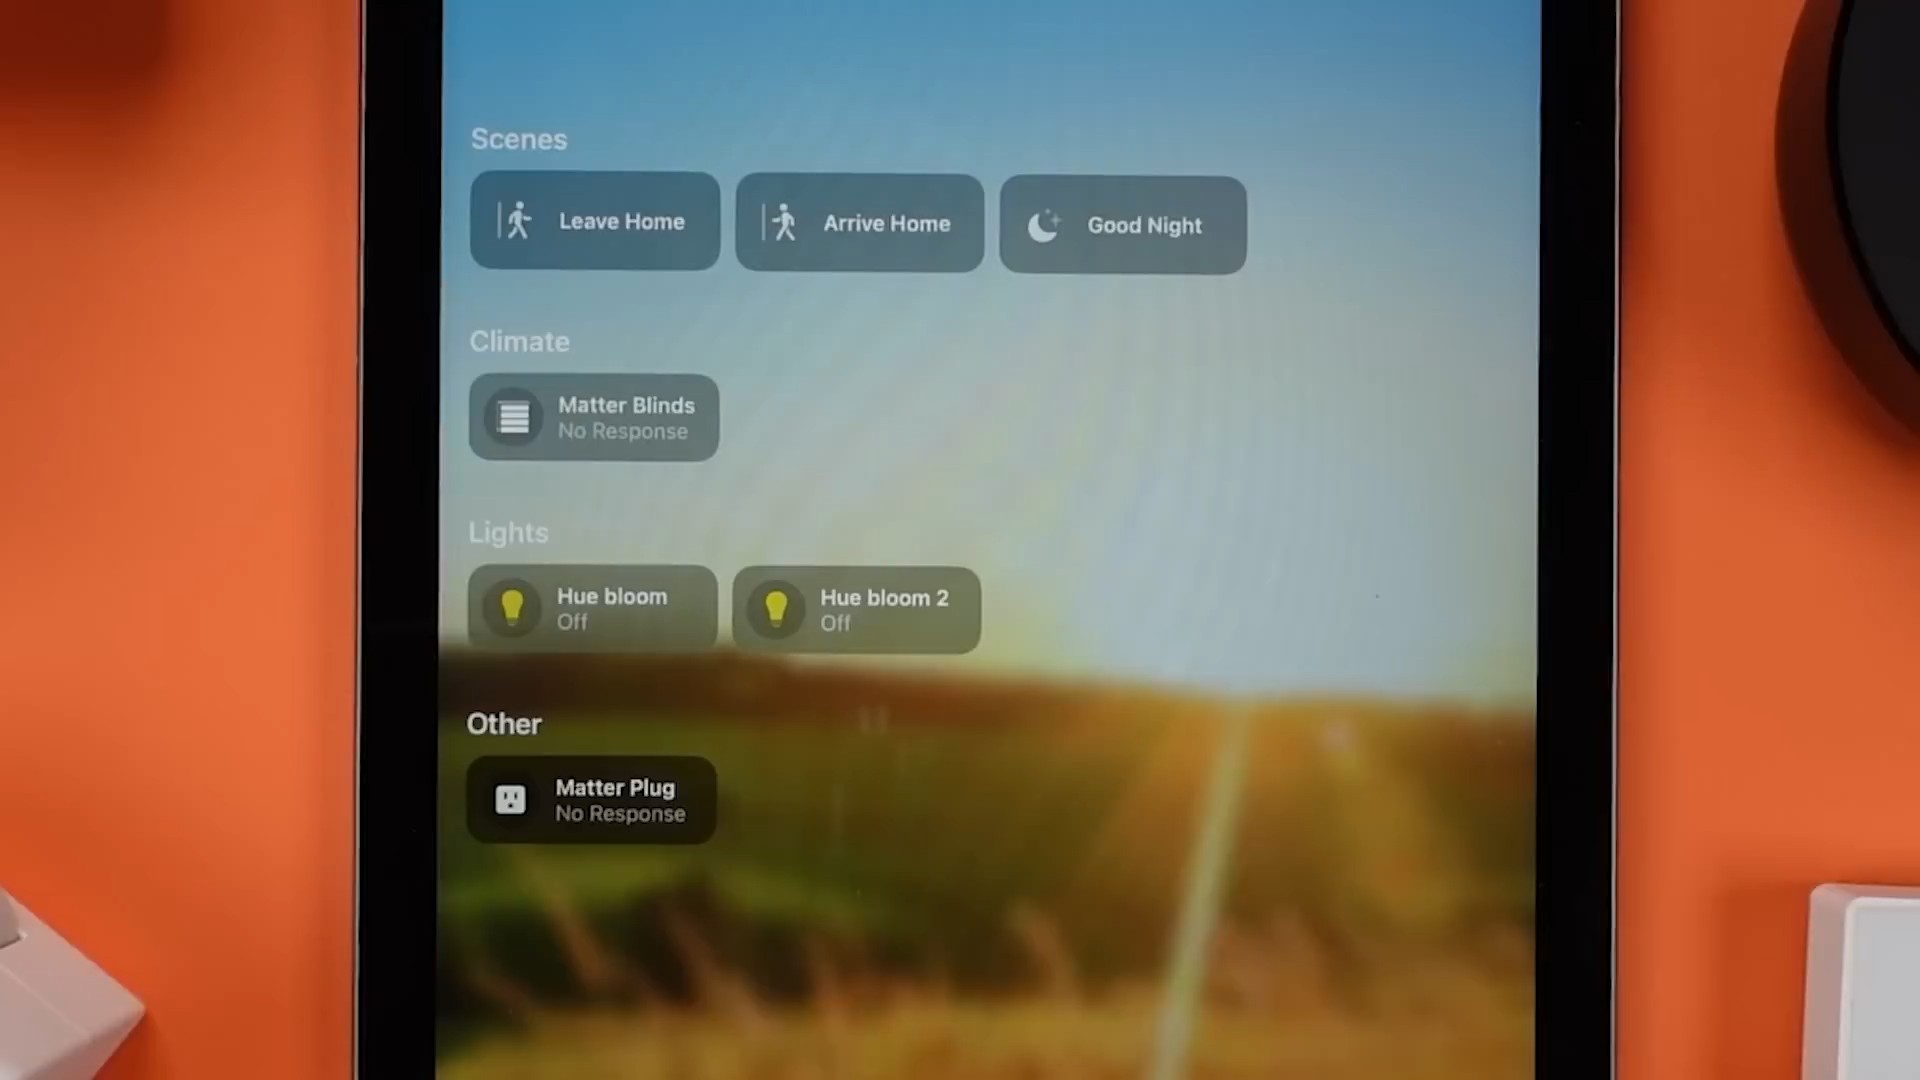 Scenes
Leave Home
Arrive Home
Good Night
Climate
Matter Blinds
No Response
Lights
Hue bloom
Off
Hue bloom 2
Off
Other
Matter Plug
No Response